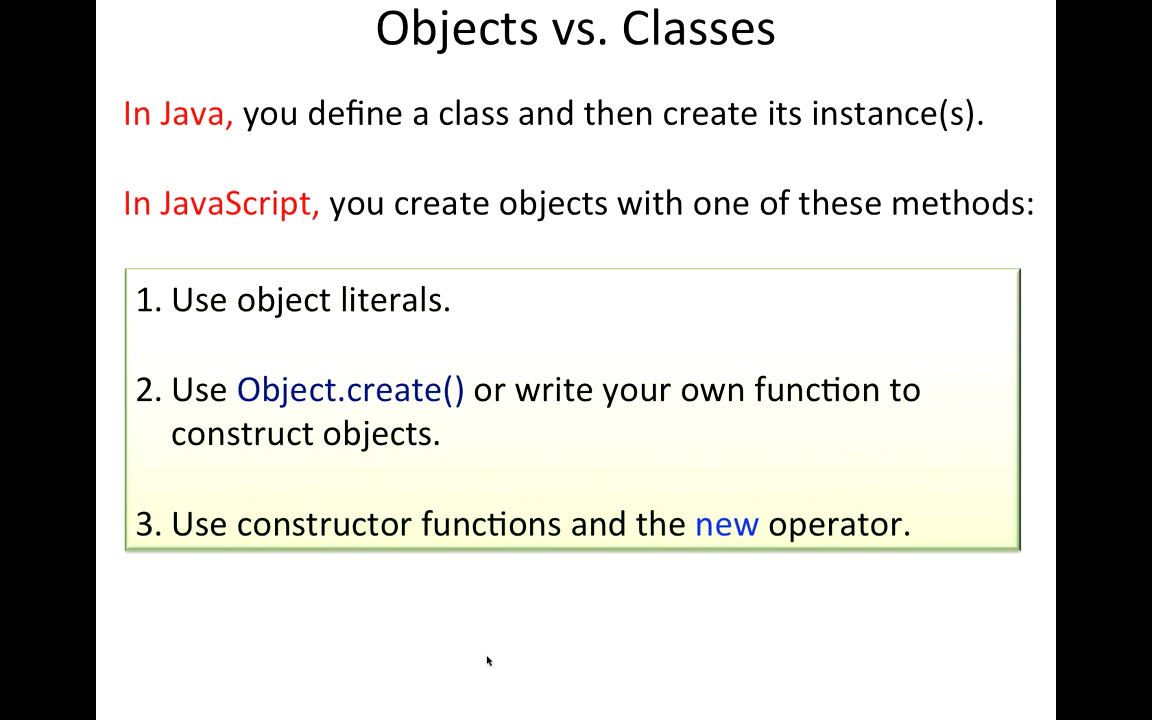 Objects vs. Classes
In Java, you define a class and then create its instance(s).
In JavaScript, you create objects with one of these methods:
1. Use object literals.
2. Use Object.create() or write your own function to
construct objects.
3. Use constructor functions and the new operator.